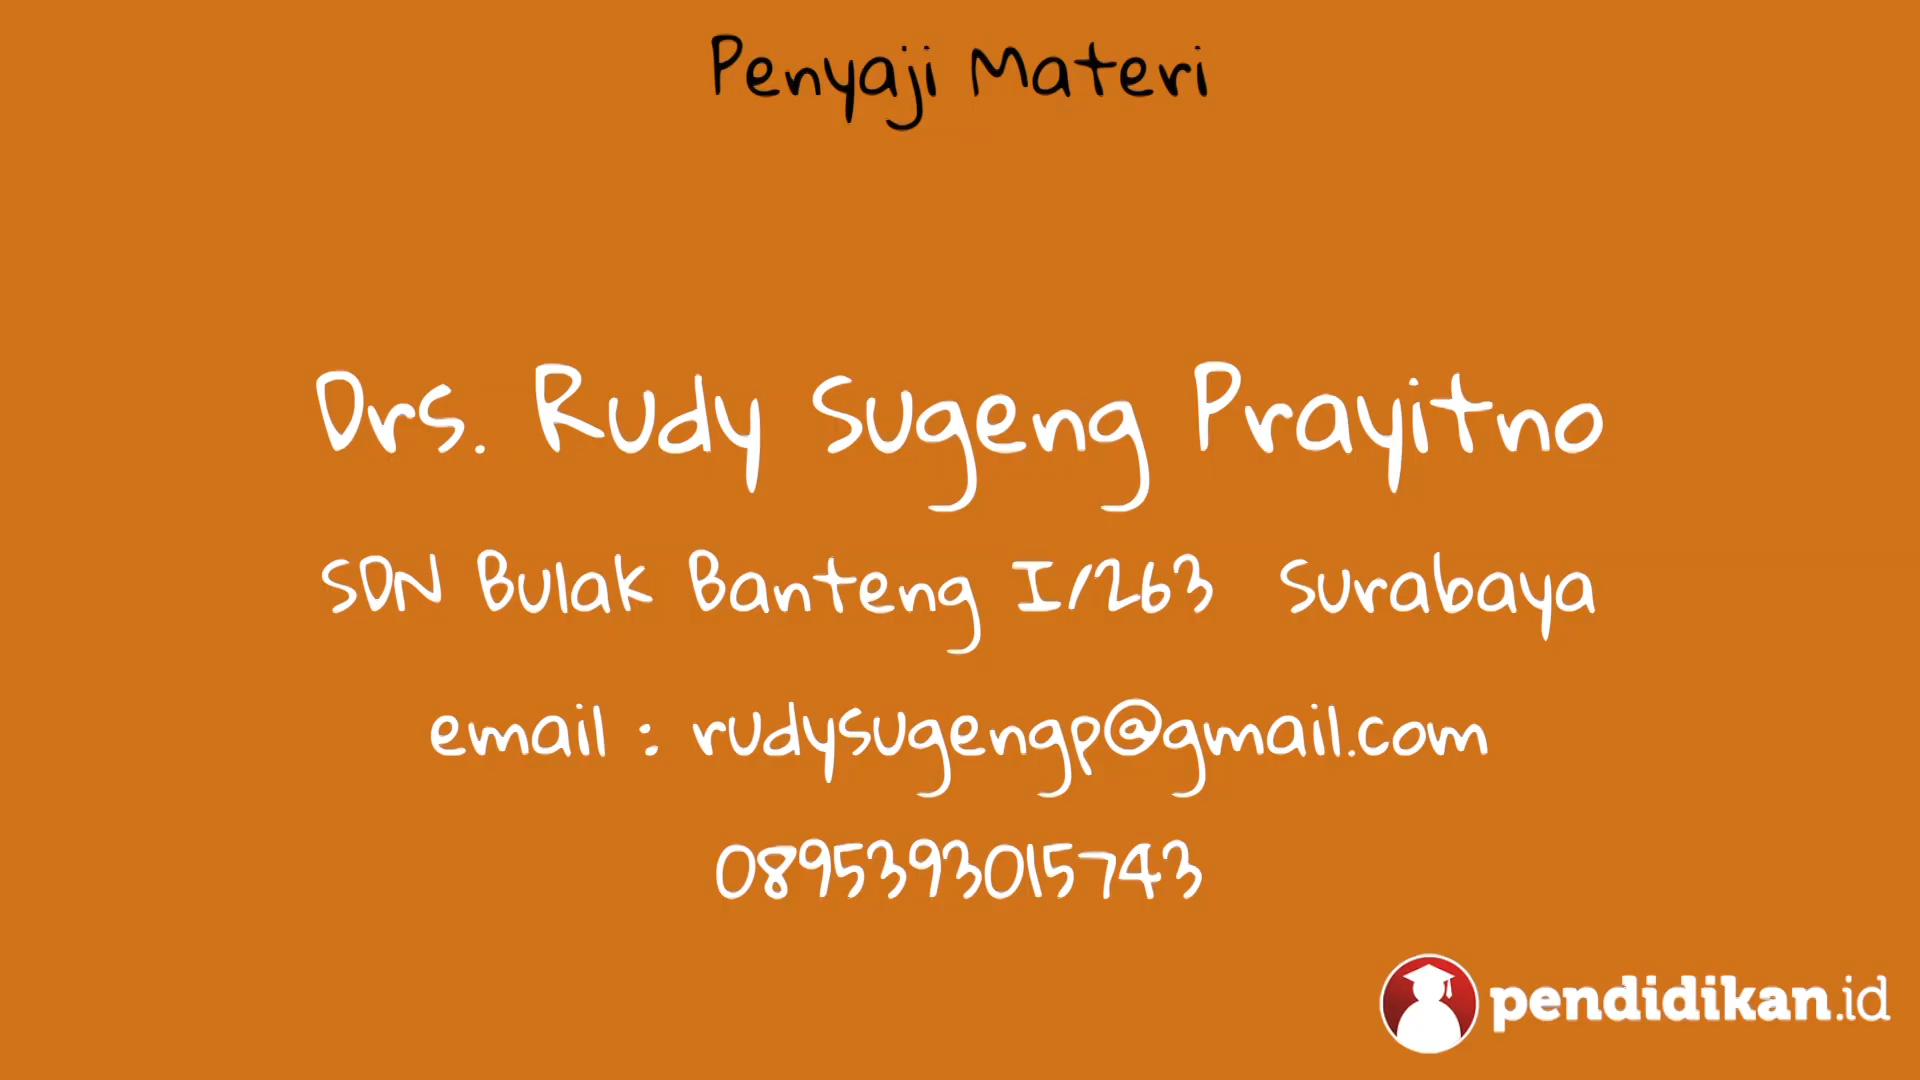 Penyaji Materi
Drs. Rudy Sugeng Prayitno
SDN Bulak Banteng I/263 Surabaya
email : rudysugengp@gmail.com
0895393015743
pendidikan.id